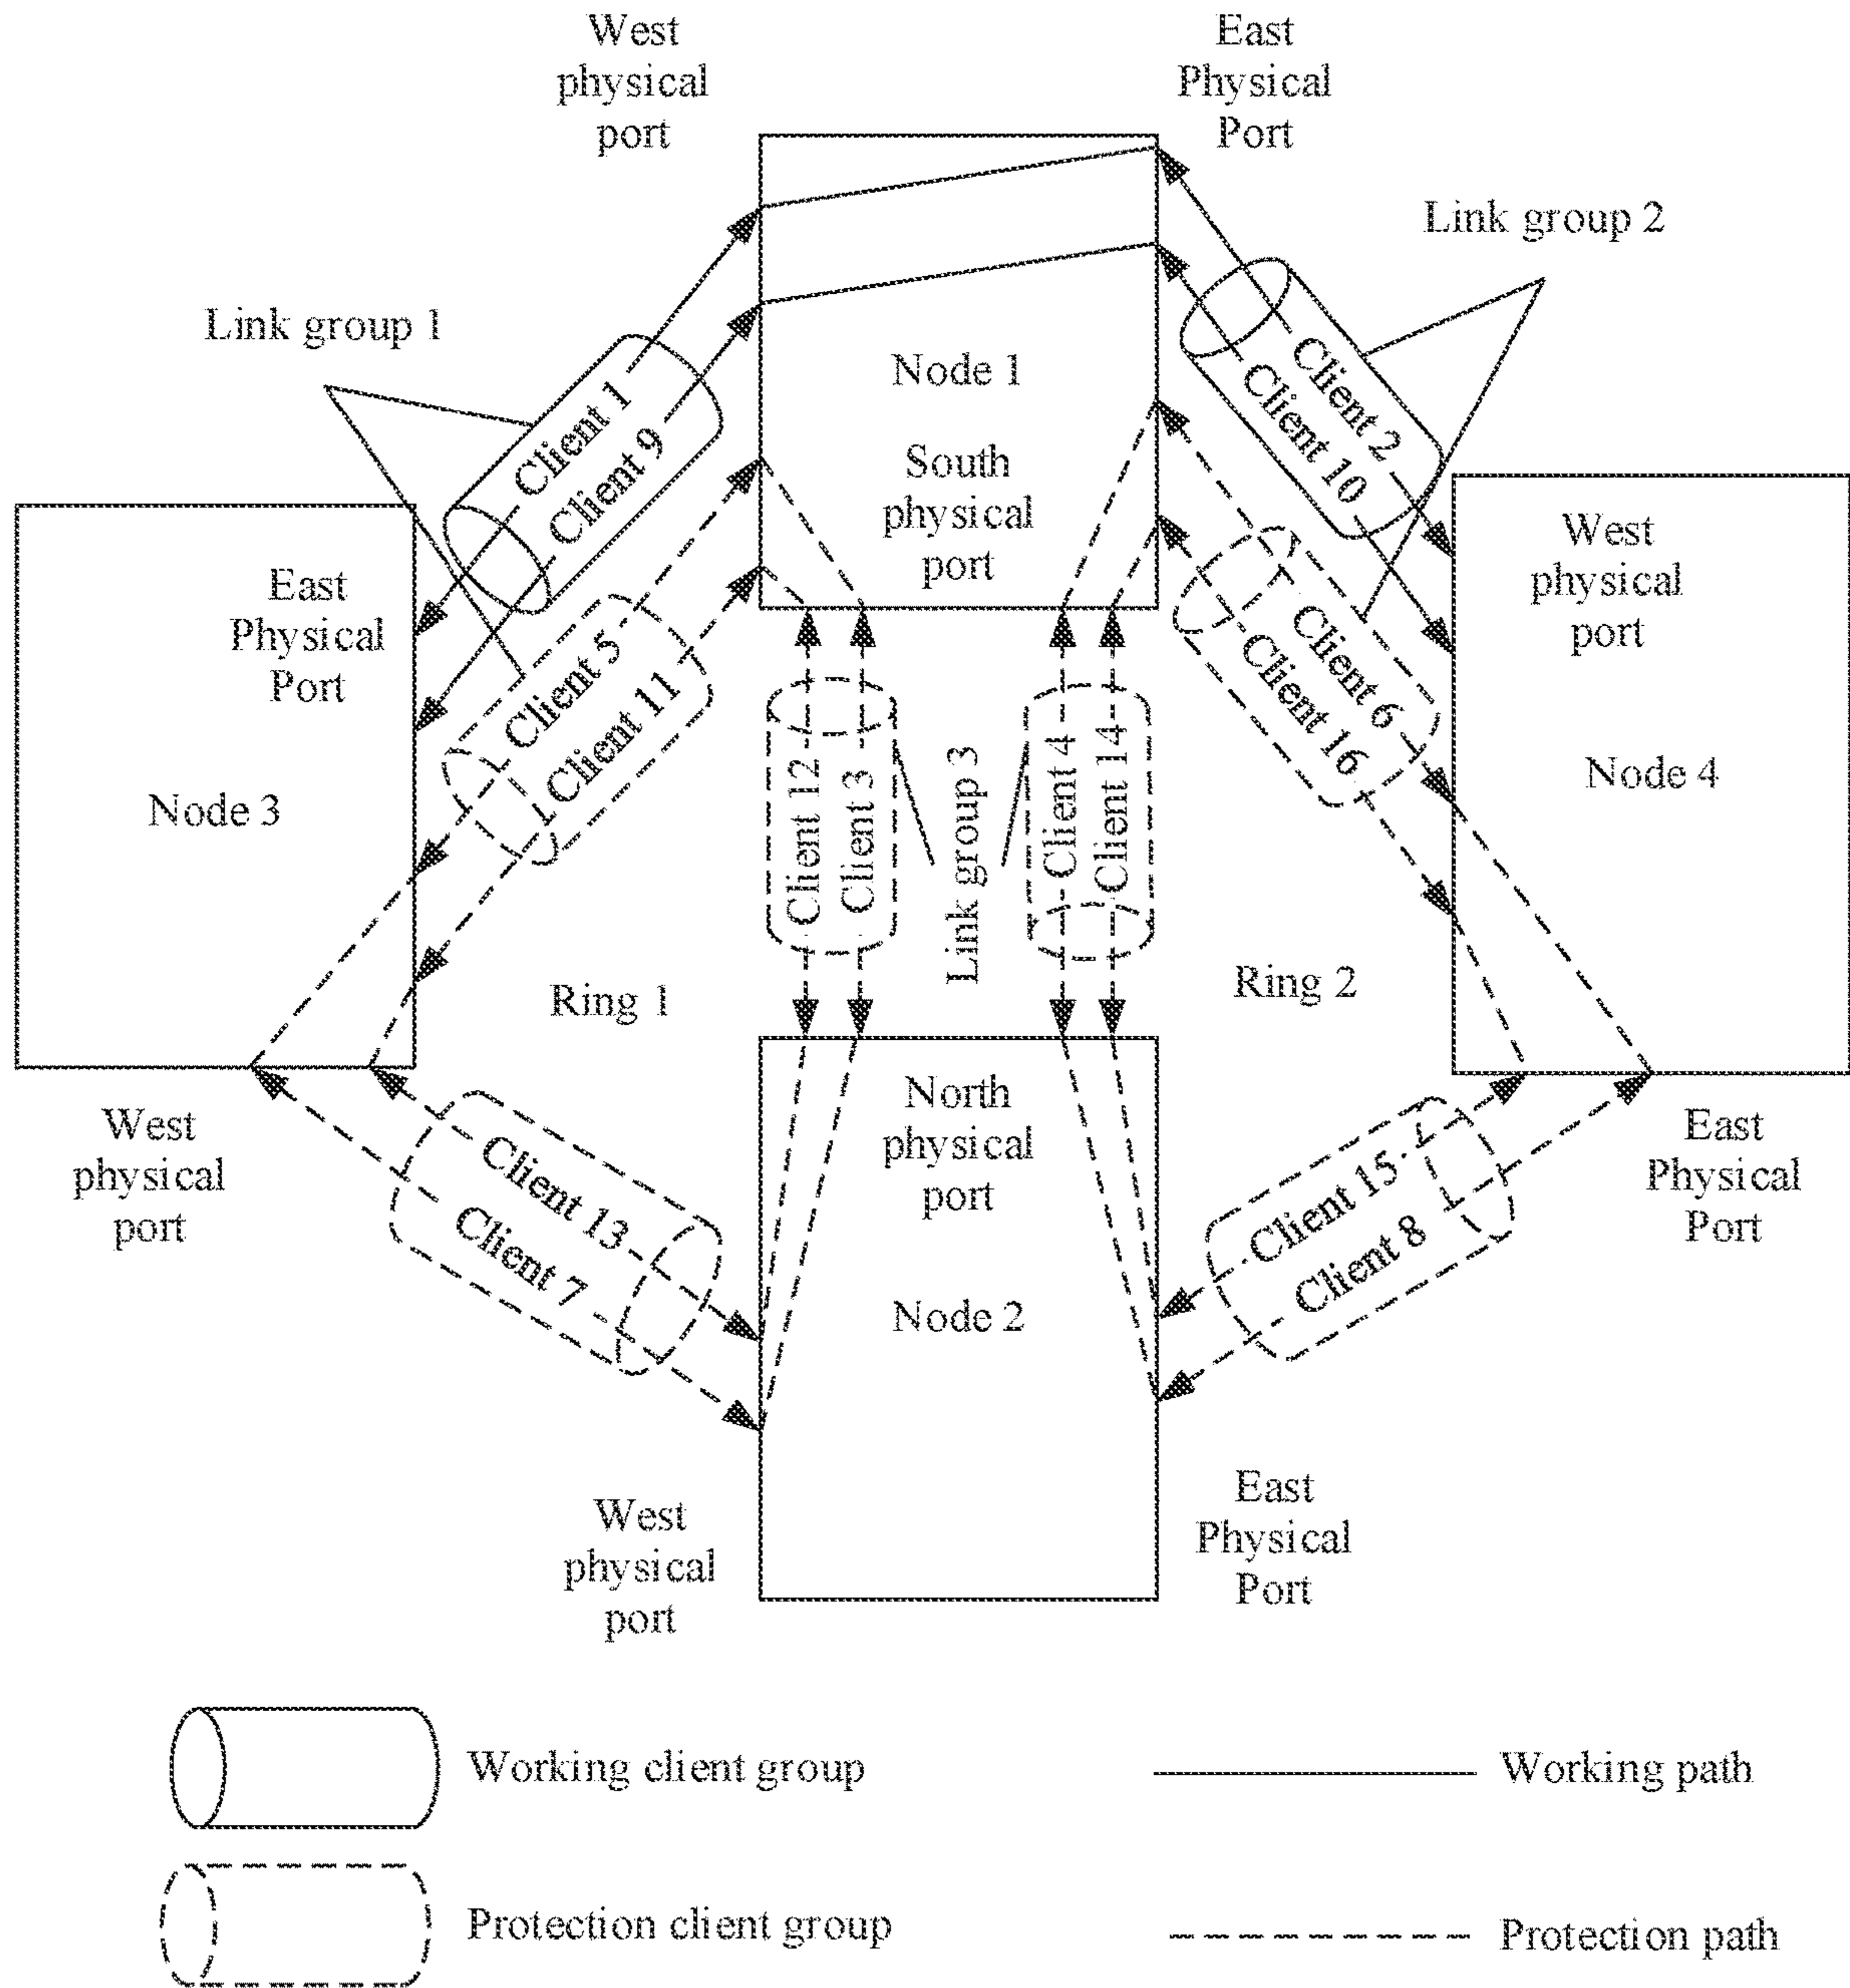 West
physical
port
East
Physical
Port
Link group 2
Link group 1
Client 1
Client 9
Node 1
South
physical
port
Client 2
Client 10
East
Physical
Port
Node 3
Client 5
Client 11
Client 12
Client 3
Link group 3
Client 4
Client 14
Client 6
Client 16
West
physical
port
Node 4
Ring 1
Ring 2
West
physical
port
Client 13
Client 7
North
physical
port
Node 2
Client 15
Client 8
East
Physical
Port
West
physical
port
East
Physical
Port
Working client group
Working path
Protection client group
Protection path